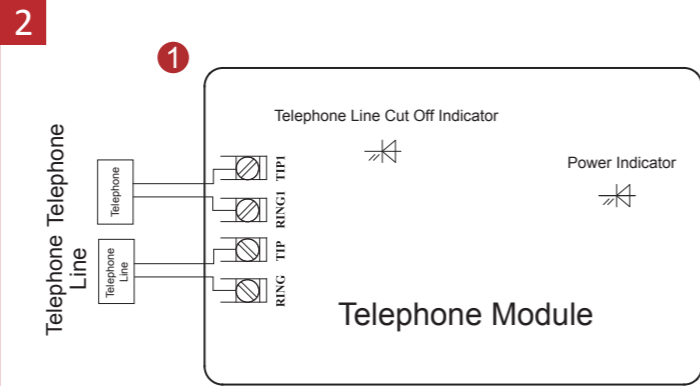 2
1
Telephone Line Cut Off Indicator
Power Indicator
Telephone
Telephone
TIP1
RING1
Telephone
Line
Telephone
Line
TIP
RING
Telephone Module